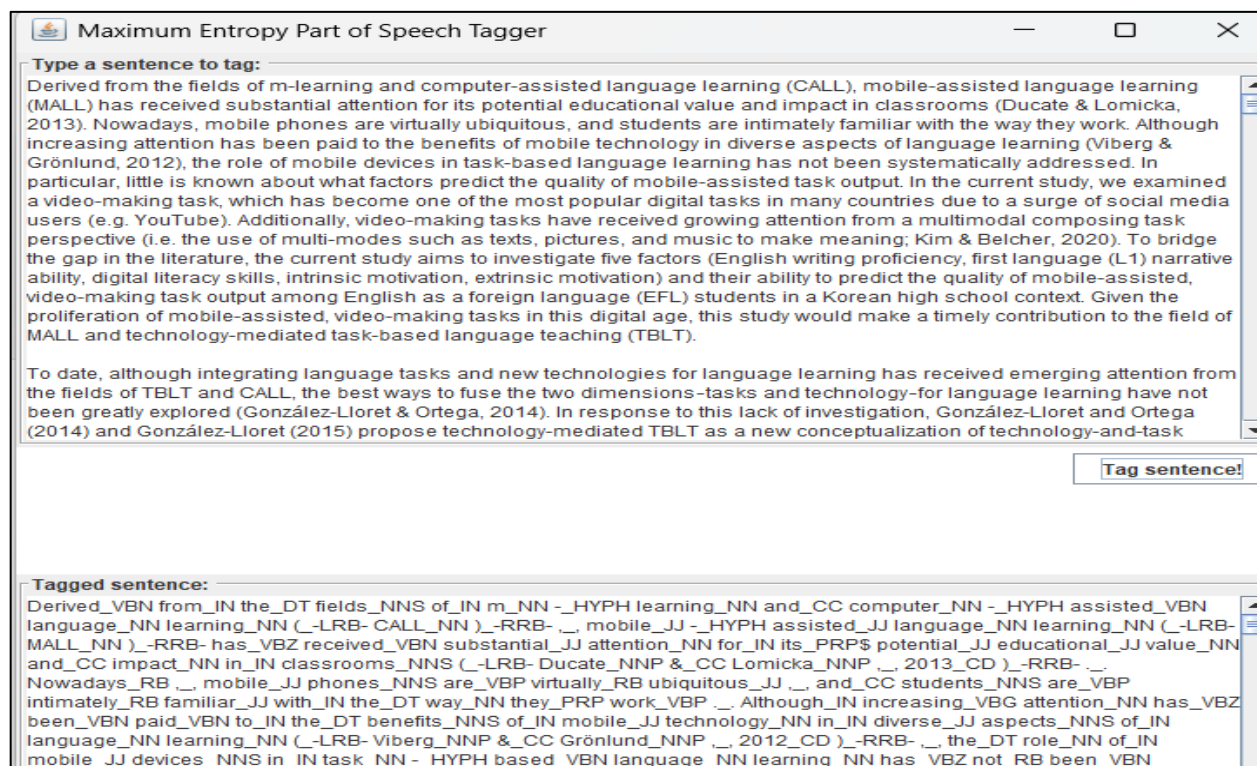 Maximum Entropy Part of Speech Tagger
Type a sentence to tag:
Derived from the fields of m-learning and computer-assisted language learning (CALL), mobile-assisted language learning
(MALL) has received substantial attention for its potential educational value and impact in classrooms (Ducate & Lomicka,
2013). Nowadays, mobile phones are virtually ubiquitous, and students are intimately familiar with the way they work. Although
increasing attention has been paid to the benefits of mobile technology in diverse aspects of language learning (Viberg &
Grönlund, 2012), the role of mobile devices in task-based language learning has not been systematically addressed. In
particular, little is known about what factors predict the quality of mobile-assisted task output. In the current study, we examined
a video-making task, which has become one of the most popular digital tasks in many countries due to a surge of social media
users (e.g. YouTube). Additionally, video-making tasks have received growing attention from a multimodal composing task
perspective (i.e. the use of multi-modes such as texts, pictures, and music to make meaning; Kim & Belcher, 2020). To bridge
the gap in the literature, the current study aims to investigate five factors (English writing proficiency, first language (L1) narrative
ability, digital literacy skills, intrinsic motivation, extrinsic motivation) and their ability to predict the quality of mobile-assisted,
video-making task output among English as a foreign language (EFL) students in a Korean high school context. Given the
proliferation of mobile-assisted, video-making tasks in this digital age, this study would make a timely contribution to the field of
MALL and technology-mediated task-based language teaching (TBLT).
To date, although integrating language tasks and new technologies for language learning has received emerging attention from
the fields of TBLT and CALL, the best ways to fuse the two dimensions-tasks and technology-for language learning have not
been greatly explored (González-Lloret & Ortega, 2014). In response to this lack of investigation, González-Lloret and Ortega
(2014) and González-Lloret (2015) propose technology-mediated TBLT as a new conceptualization of technology-and-task
Tag sentence!
Tagged sentence:
Derived_VBN from_IN the_DT fields_NNS of_IN m_NN -_HYPH learning_NN and_CC computer_NN -_HYPH assisted_VBN
language_NN learning_NN (_-LRB- CALL_NN )_-RRB- ,_, mobile_JJ -_HYPH assisted_JJ language_NN learning_NN (_-LRB-
MALL_NN )_-RRB- has_VBZ received_VBN substantial_JJ attention_NN for_IN its_PRP$ potential_JJ educational_JJ value_NN
and_CC impact_NN in_IN classrooms_NNS (_-LRB- Ducate_NNP &_CC Lomicka_NNP ,_, 2013_CD )_-RRB- ._.
Nowadays_RB ,_, mobile_JJ phones_NNS are_VBP virtually_RB ubiquitous_JJ ,_, and_CC students_NNS are_VBP
intimately_RB familiar_JJ with_IN the_DT way_NN they_PRP work_VBP ._. Although_IN increasing_VBG attention_NN has_VBZ
been_VBN paid_VBN to_IN the_DT benefits_NNS of_IN mobile_JJ technology_NN in_IN diverse_JJ aspects_NNS of_IN
language_NN learning_NN (_-LRB- Viberg_NNP &_CC Grönlund_NNP ,_, 2012_CD )_-RRB- ,_, the_DT role_NN of_IN
mobile_JJ devices_NNS in_IN task_NN -_HYPH based_VBN language_NN learning_NN has_VBZ not_RB been_VBN